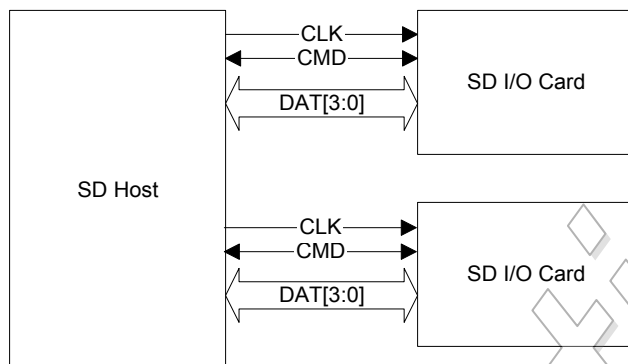 CLK
CMD
SD I/O Card
DAT[3:0]
SD Host
CLK
CMD
SD I/O Card
DAT[3:0]